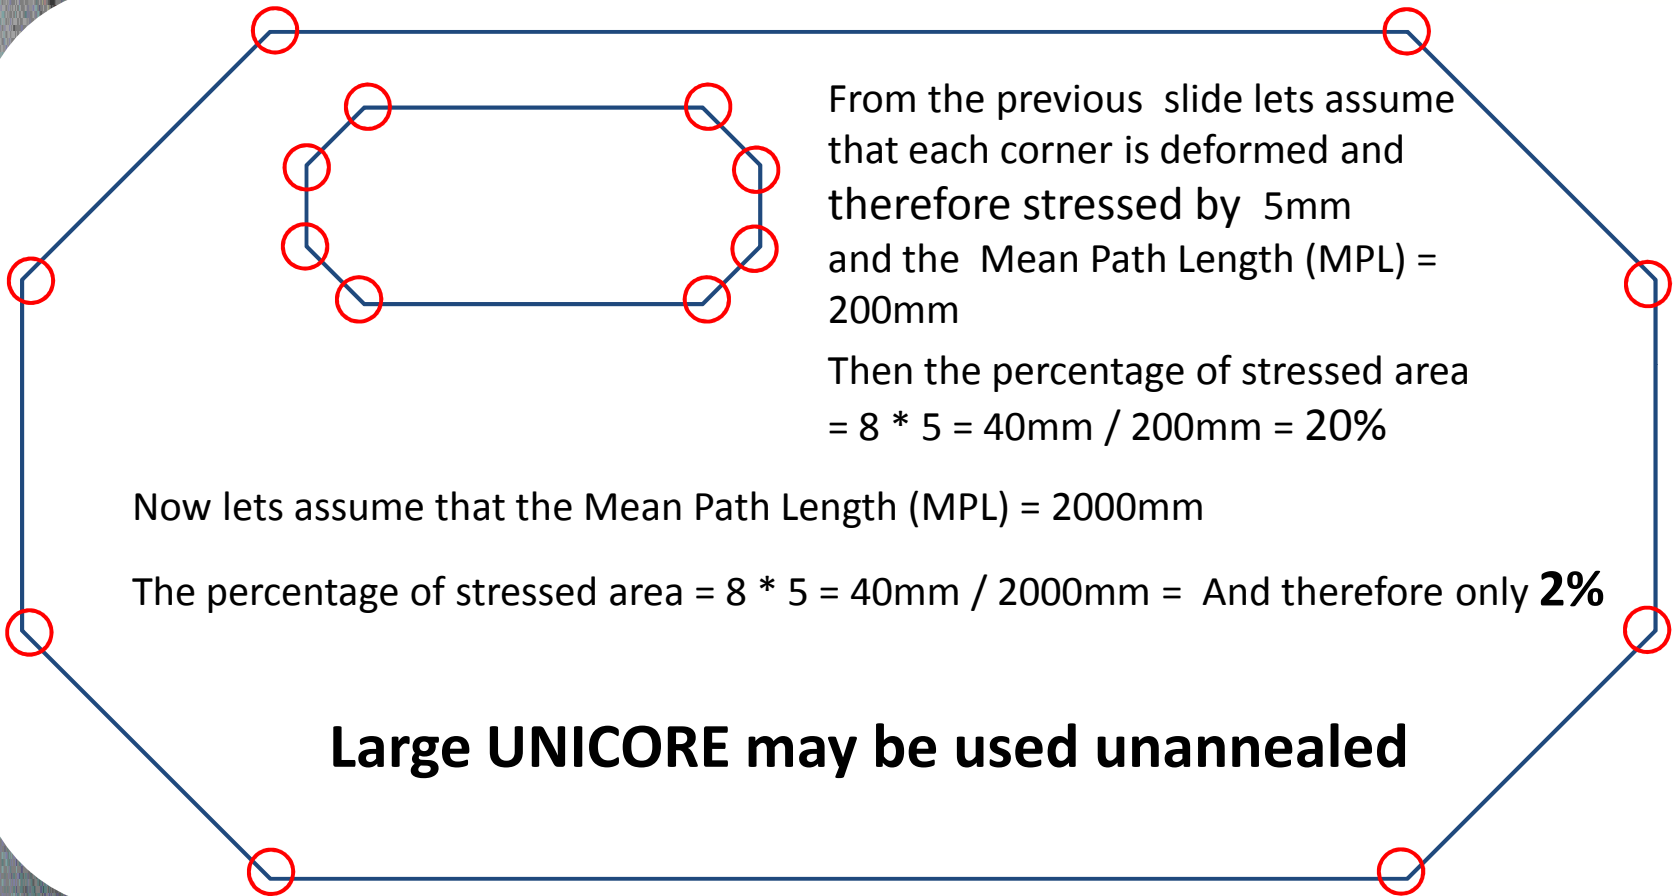 From the previous slide lets assume
that each corner is deformed and
therefore stressed by 5mm
and the Mean Path Length (MPL) =
200mm
Then the percentage of stressed area
= 8 * 5 = 40mm / 200mm = 20%
Now lets assume that the Mean Path Length (MPL) = 2000mm
The percentage of stressed area = 8 * 5 = 40mm / 2000mm = And therefore only 2%
Large UNICORE may be used unannealed